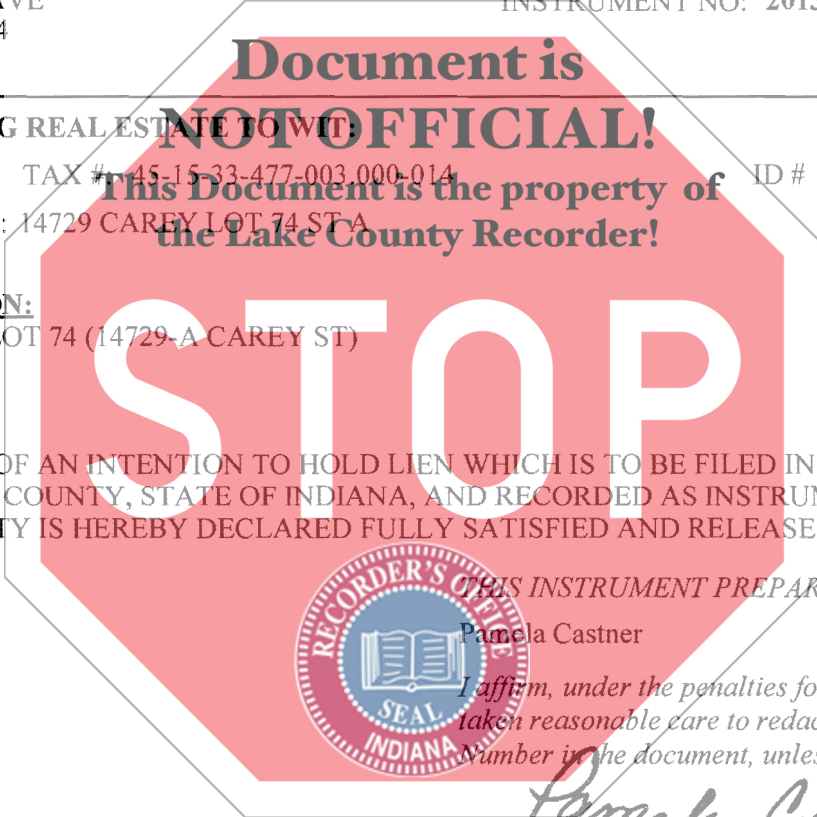 VE INSTRUMENT NO: 2013
4
Document is
NOT OFFICIAL!
G REAL ESTATE TO WIT:
TAX #: 45-15-33-477-003.000-014 ID #
This Document is the property of
: 14729 CAREY LOT 74 ST A
the Lake County Recorder!
N:
OT 74 (14729-A CAREY ST)
STOP
OF AN INTENTION TO HOLD LIEN WHICH IS TO BE FILED IN
COUNTY, STATE OF INDIANA, AND RECORDED AS INSTRUM
TY IS HEREBY DECLARED FULLY SATISFIED AND RELEASE
RECORDER'S OFFICE
SEAL
INDIANA
THIS INSTRUMENT PREPAR
Pamela Castner
I affirm, under the penalties fo
taken reasonable care to redac
Number in the document, unles
Pamela C